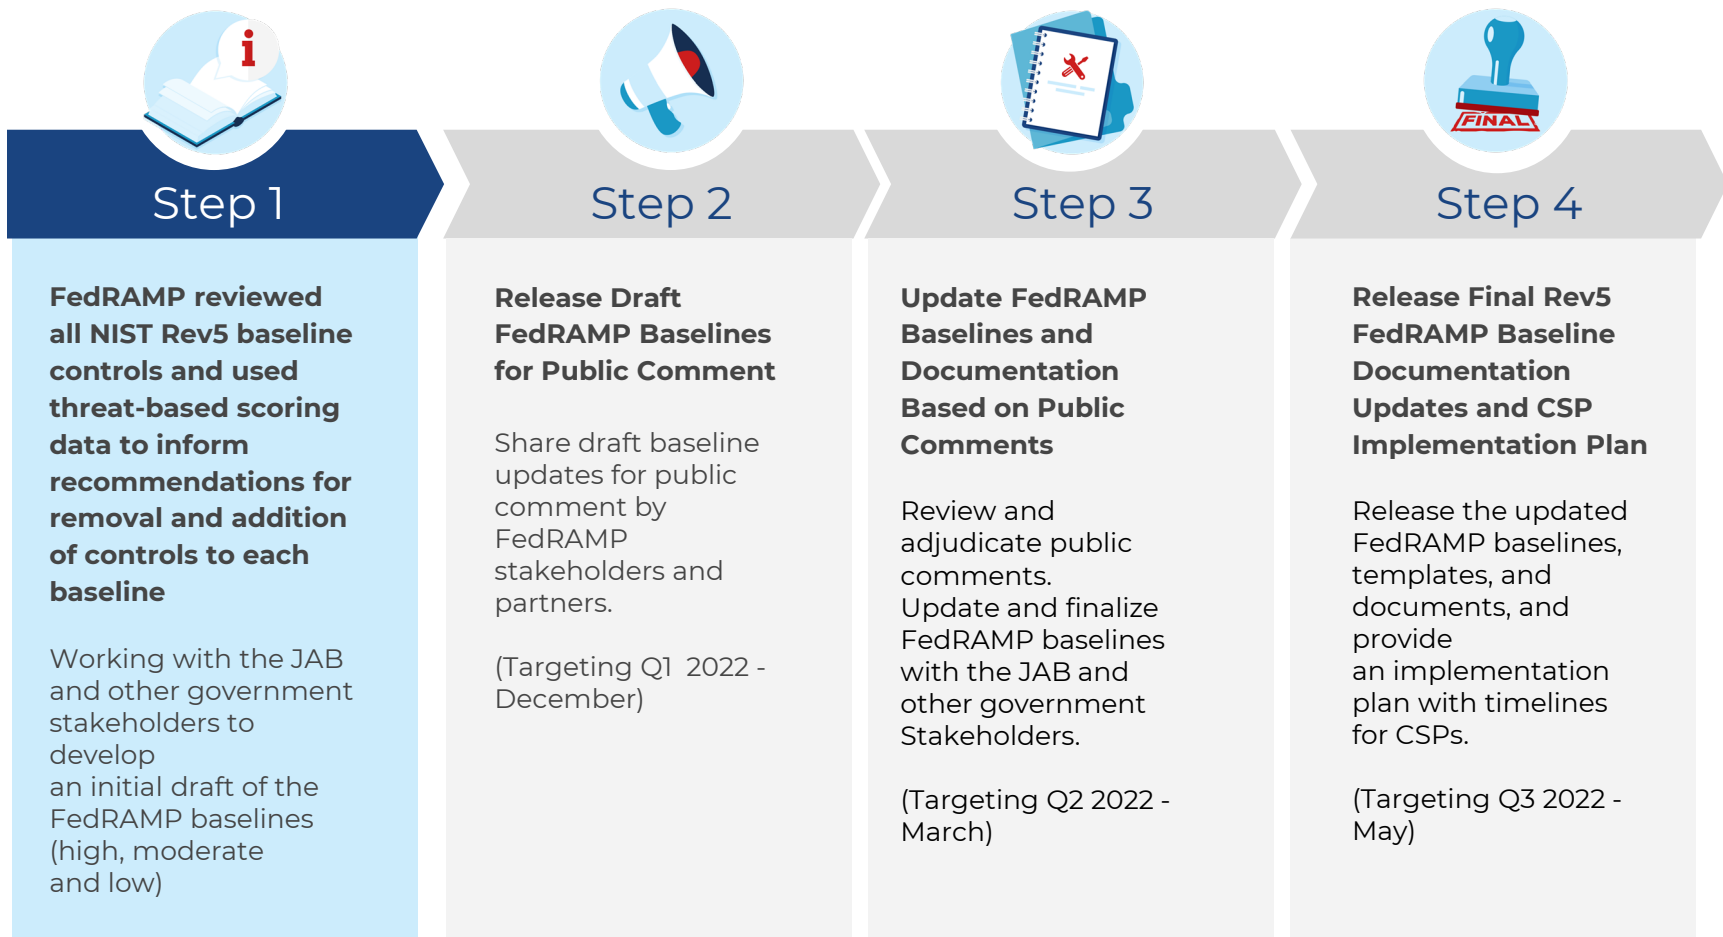 i
FINAL
Step 1
Step 2
Step 3
Step 4
FedRAMP reviewed
all NIST Rev5 baseline
controls and used
threat-based scoring
data to inform
recommendations for
removal and addition
of controls to each
baseline
Working with the JAB
and other government
stakeholders to
develop
an initial draft of the
FedRAMP baselines
(high, moderate
and low)
Release Draft
FedRAMP Baselines
for Public Comment
Share draft baseline
updates for public
comment by
FedRAMP
stakeholders and
partners.
(Targeting Q1 2022 -
December)
Update FedRAMP
Baselines and
Documentation
Based on Public
Comments
Review and
adjudicate public
comments.
Update and finalize
FedRAMP baselines
with the JAB and
other government
Stakeholders.
(Targeting Q2 2022 -
March)
Release Final Rev5
FedRAMP Baseline
Documentation
Updates and CSP
Implementation Plan
Release the updated
FedRAMP baselines,
templates, and
documents, and
provide
an implementation
plan with timelines
for CSPs.
(Targeting Q3 2022 -
May)